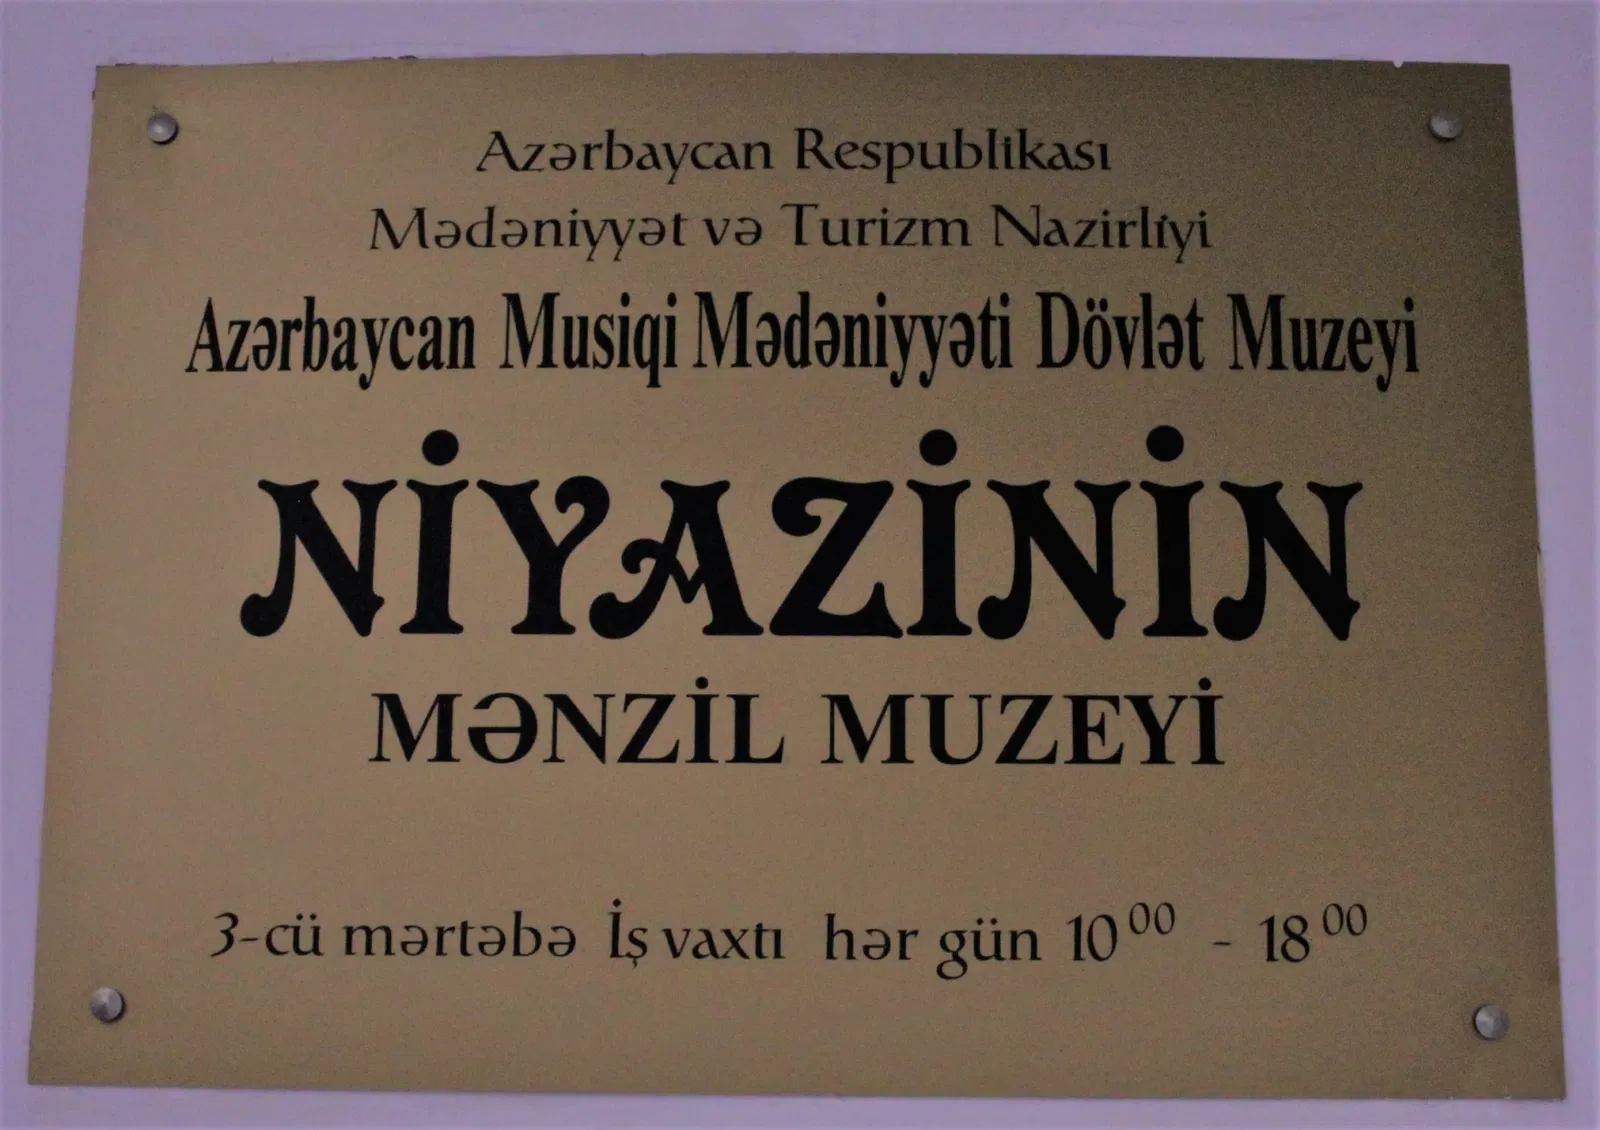 Azərbaycan Respublikası
Mədəniyyət və Turizm Nazirliyi
Azərbaycan Musiqi Mədəniyyəti Dövlət Muzeyi
NİYAZİNİN
MƏNZİL MUZEYİ
3-cü mərtəbə İş vaxtı hər gün 10⁰⁰ - 18⁰⁰